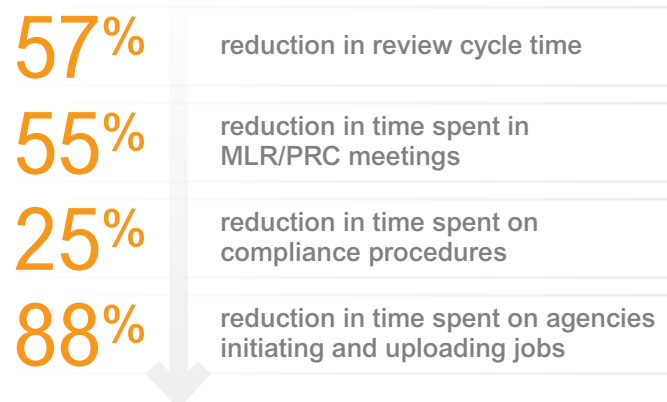 57% reduction in review cycle time
55% reduction in time spent in
MLR/PRC meetings
25% reduction in time spent on
compliance procedures
88% reduction in time spent on agencies
initiating and uploading jobs